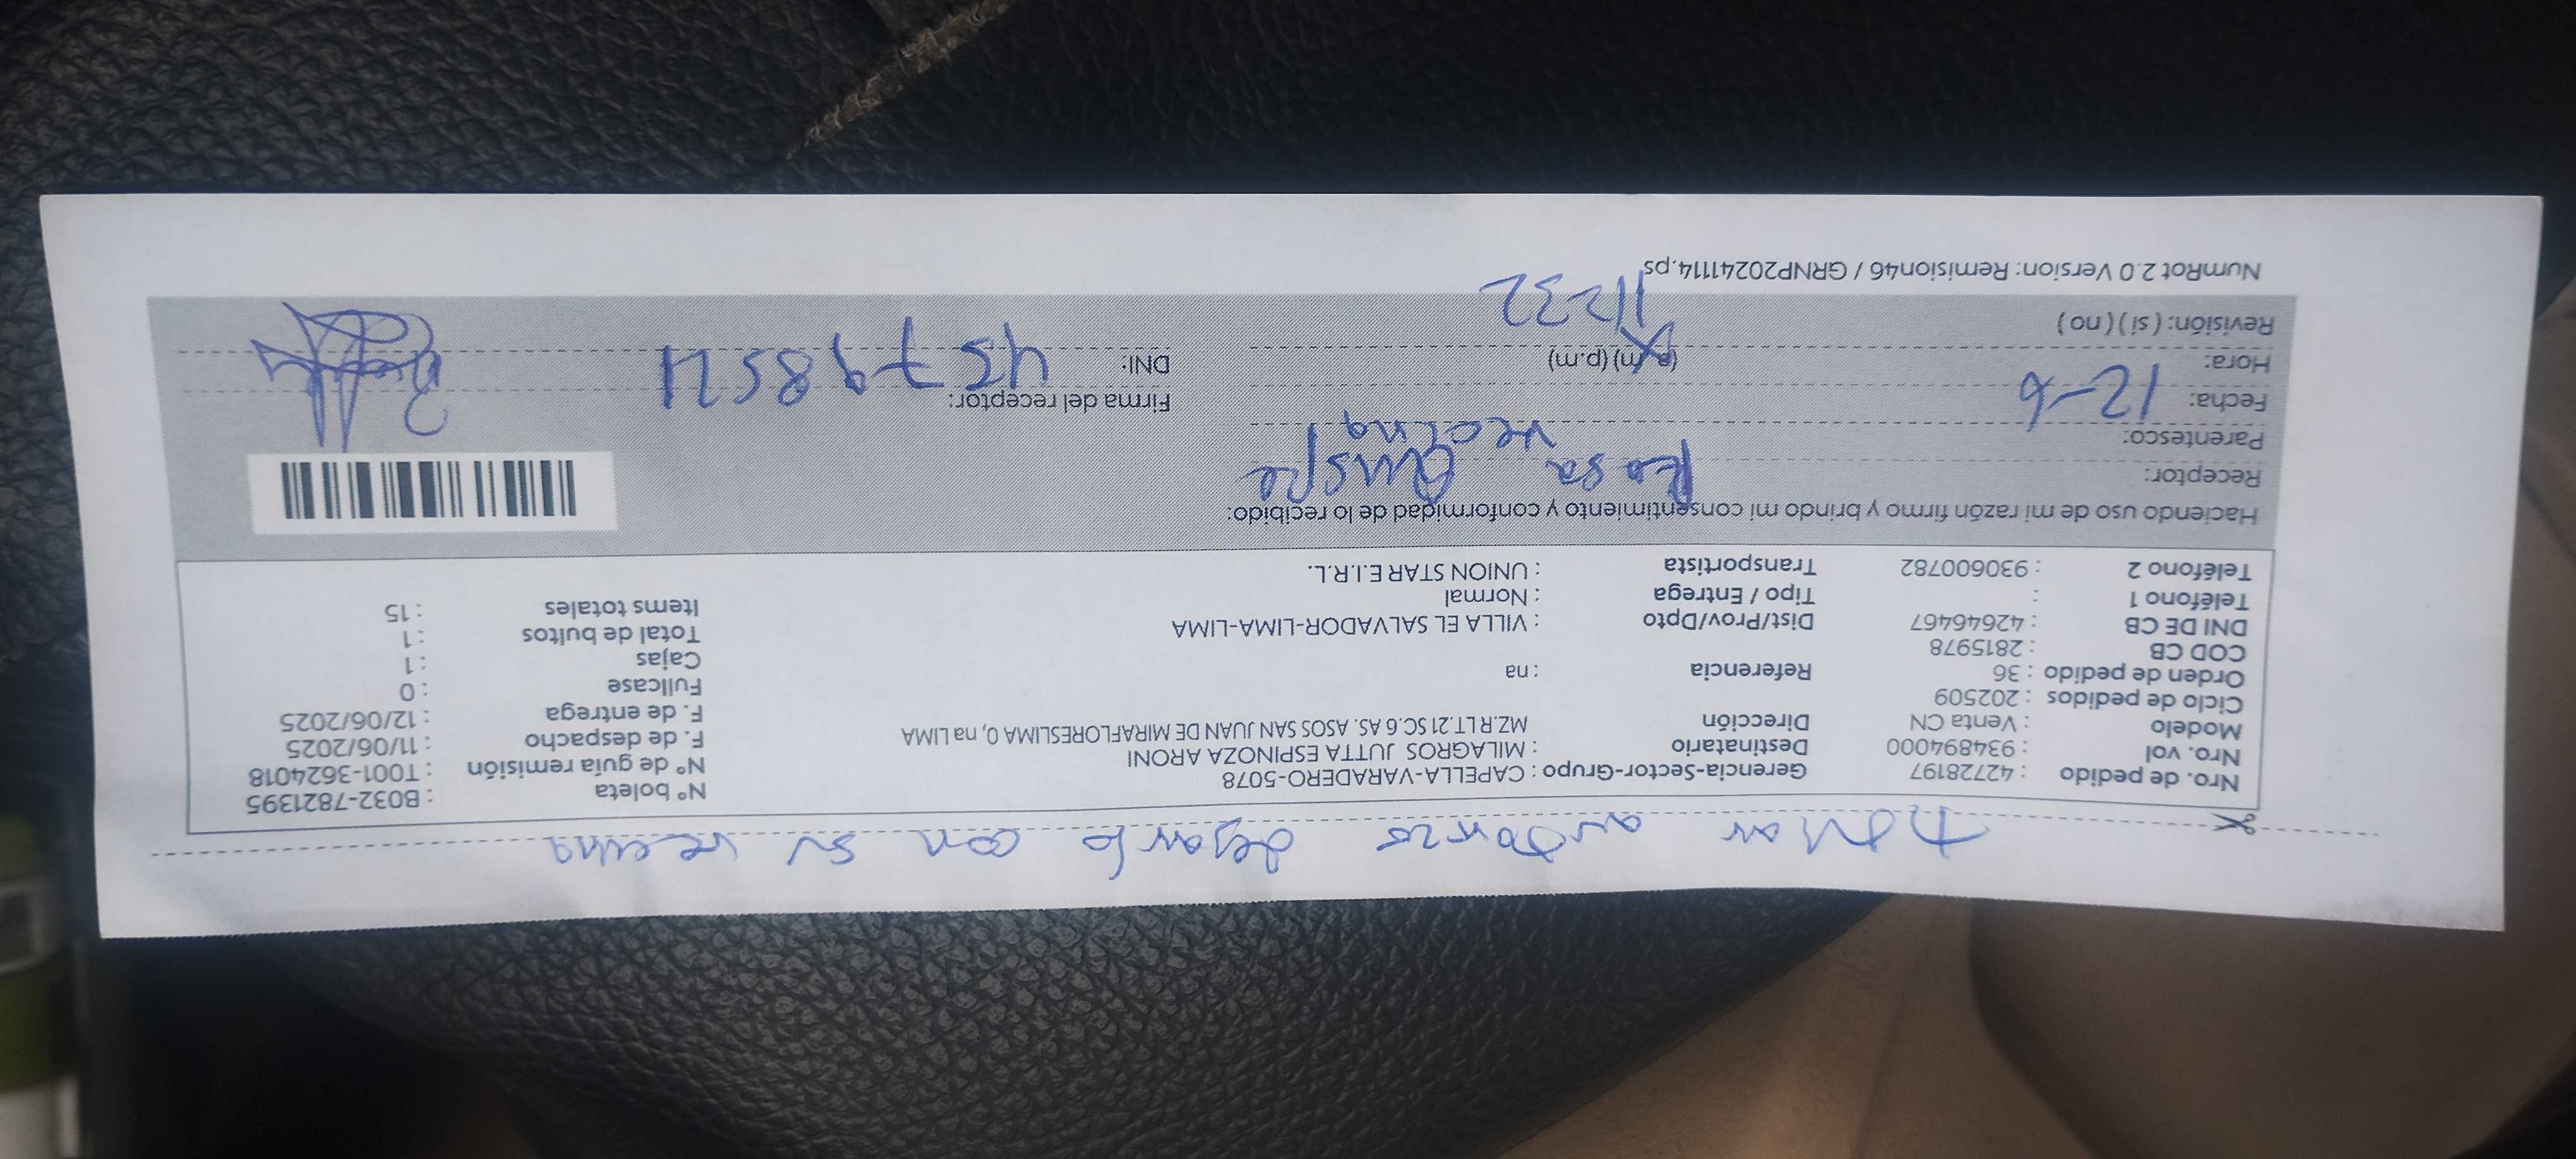 titular autorizo dejarlo con su vecina
Nro. de pedido : 42728197 Gerencia-Sector-Grupo : CAPELLA-VARADERO-5078 N° boleta : B032-7821395
Nro. vol : 934894000 Destinatario : MILAGROS JUTTA ESPINOZA ARONI N° de guía remisión : T001-3624018
Modelo : Venta CN Dirección MZ.R LT.21 SC.6 AS. ASOS SAN JUAN DE MIRAFLORESLIMA 0, na LIMA F. de despacho : 11/06/2025
Ciclo de pedidos : 202509 F. de entrega : 12/06/2025
Orden de pedido : 36 Referencia : na Fullcase : 0
COD CB : 2815978 Cajas : 1
DNI DE CB : 42646467 Dist/Prov/Dpto : VILLA EL SALVADOR-LIMA-LIMA Total de bultos : 1
Teléfono 1 : Tipo / Entrega : Normal Items totales : 15
Teléfono 2 : 930600782 Transportista : UNION STAR E.I.R.L.
Haciendo uso de mi razón firmo y brindo mi consentimiento y conformidad de lo recibido:
Receptor: Rosa Quispe
Parentesco: vecina
Fecha: 12-6 Firma del receptor:
Hora: (a.m) (p.m) 11:32 DNI: 45798521
Revisión: ( si ) ( no )
NumRot 2.0 Version: Remision46 / GRNP20241114.ps